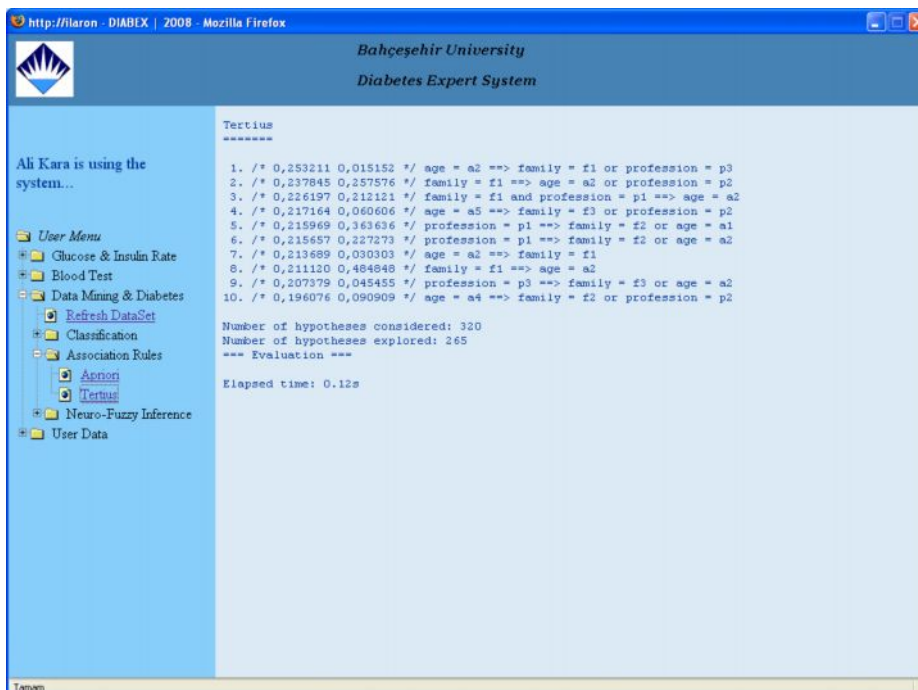 http://ilaron - DIABEX | 2008 - Mozilla Firefox
Bahçeşehir University
Diabetes Expert System
Ali Kara is using the
system...
User Menu
Glucose & Insulin Rate
Blood Test
Data Mining & Diabetes
Refresh DataSet
Classification
Association Rules
Apriori
Tertius
Neuro-Fuzzy Inference
User Data
Tertius
=======
1. /* 0,253211 0,015152 */ age = a2 ==> family = f1 or profession = p3
2. /* 0,237845 0,257576 */ family = f1 ==> age = a2 or profession = p2
3. /* 0,226197 0,212121 */ family = f1 and profession = p1 ==> age = a2
4. /* 0,217164 0,060606 */ age = a5 ==> family = f3 or profession = p2
5. /* 0,215969 0,363636 */ profession = p1 ==> family = f2 or age = a1
6. /* 0,215657 0,227273 */ profession = p1 ==> family = f2 or age = a2
7. /* 0,213689 0,030303 */ age = a2 ==> family = f1
8. /* 0,211120 0,484848 */ family = f1 ==> age = a2
9. /* 0,207379 0,045455 */ profession = p3 ==> family = f3 or age = a2
10. /* 0,196076 0,090909 */ age = a4 ==> family = f2 or profession = p2
Number of hypotheses considered: 320
Number of hypotheses explored: 265
=== Evaluation ===
Elapsed time: 0.12s
Tamam